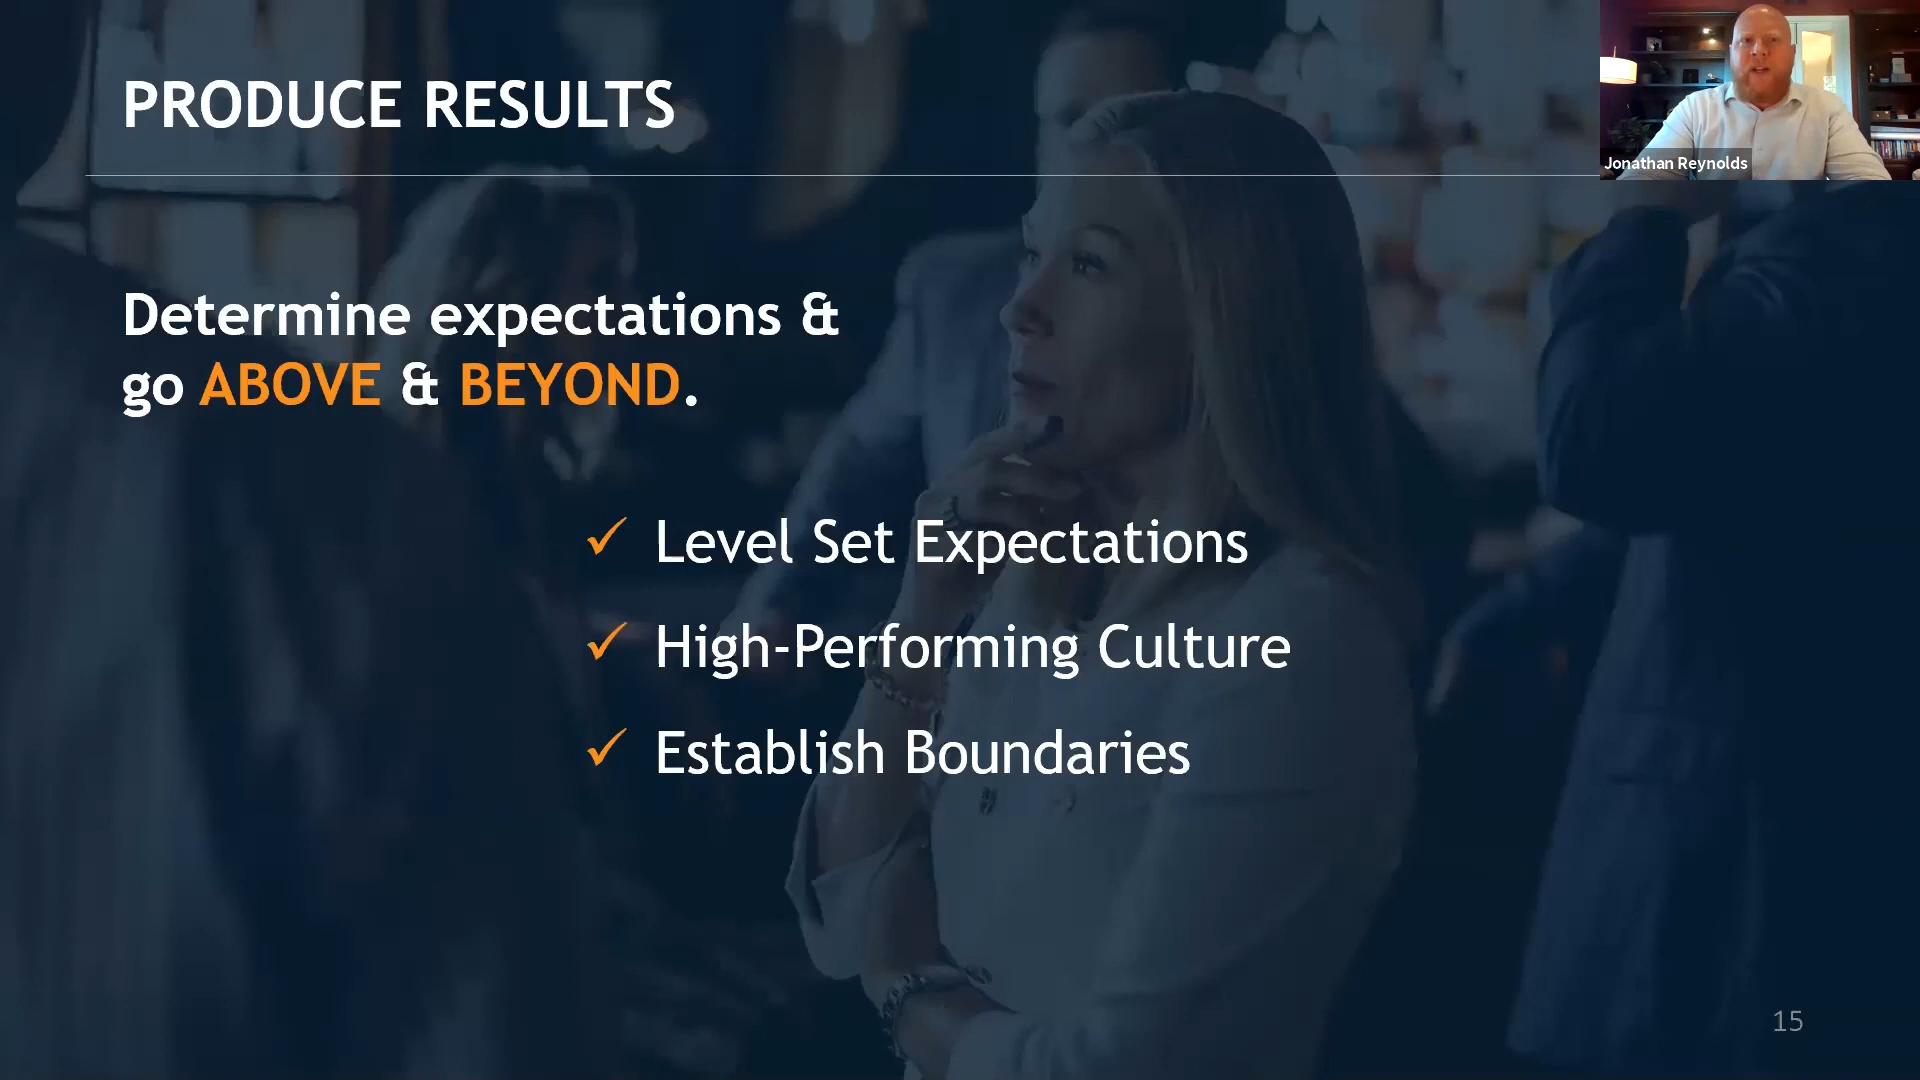 PRODUCE RESULTS
Jonathan Reynolds
Determine expectations &
go ABOVE & BEYOND.
✓ Level Set Expectations
✓ High-Performing Culture
✓ Establish Boundaries
15